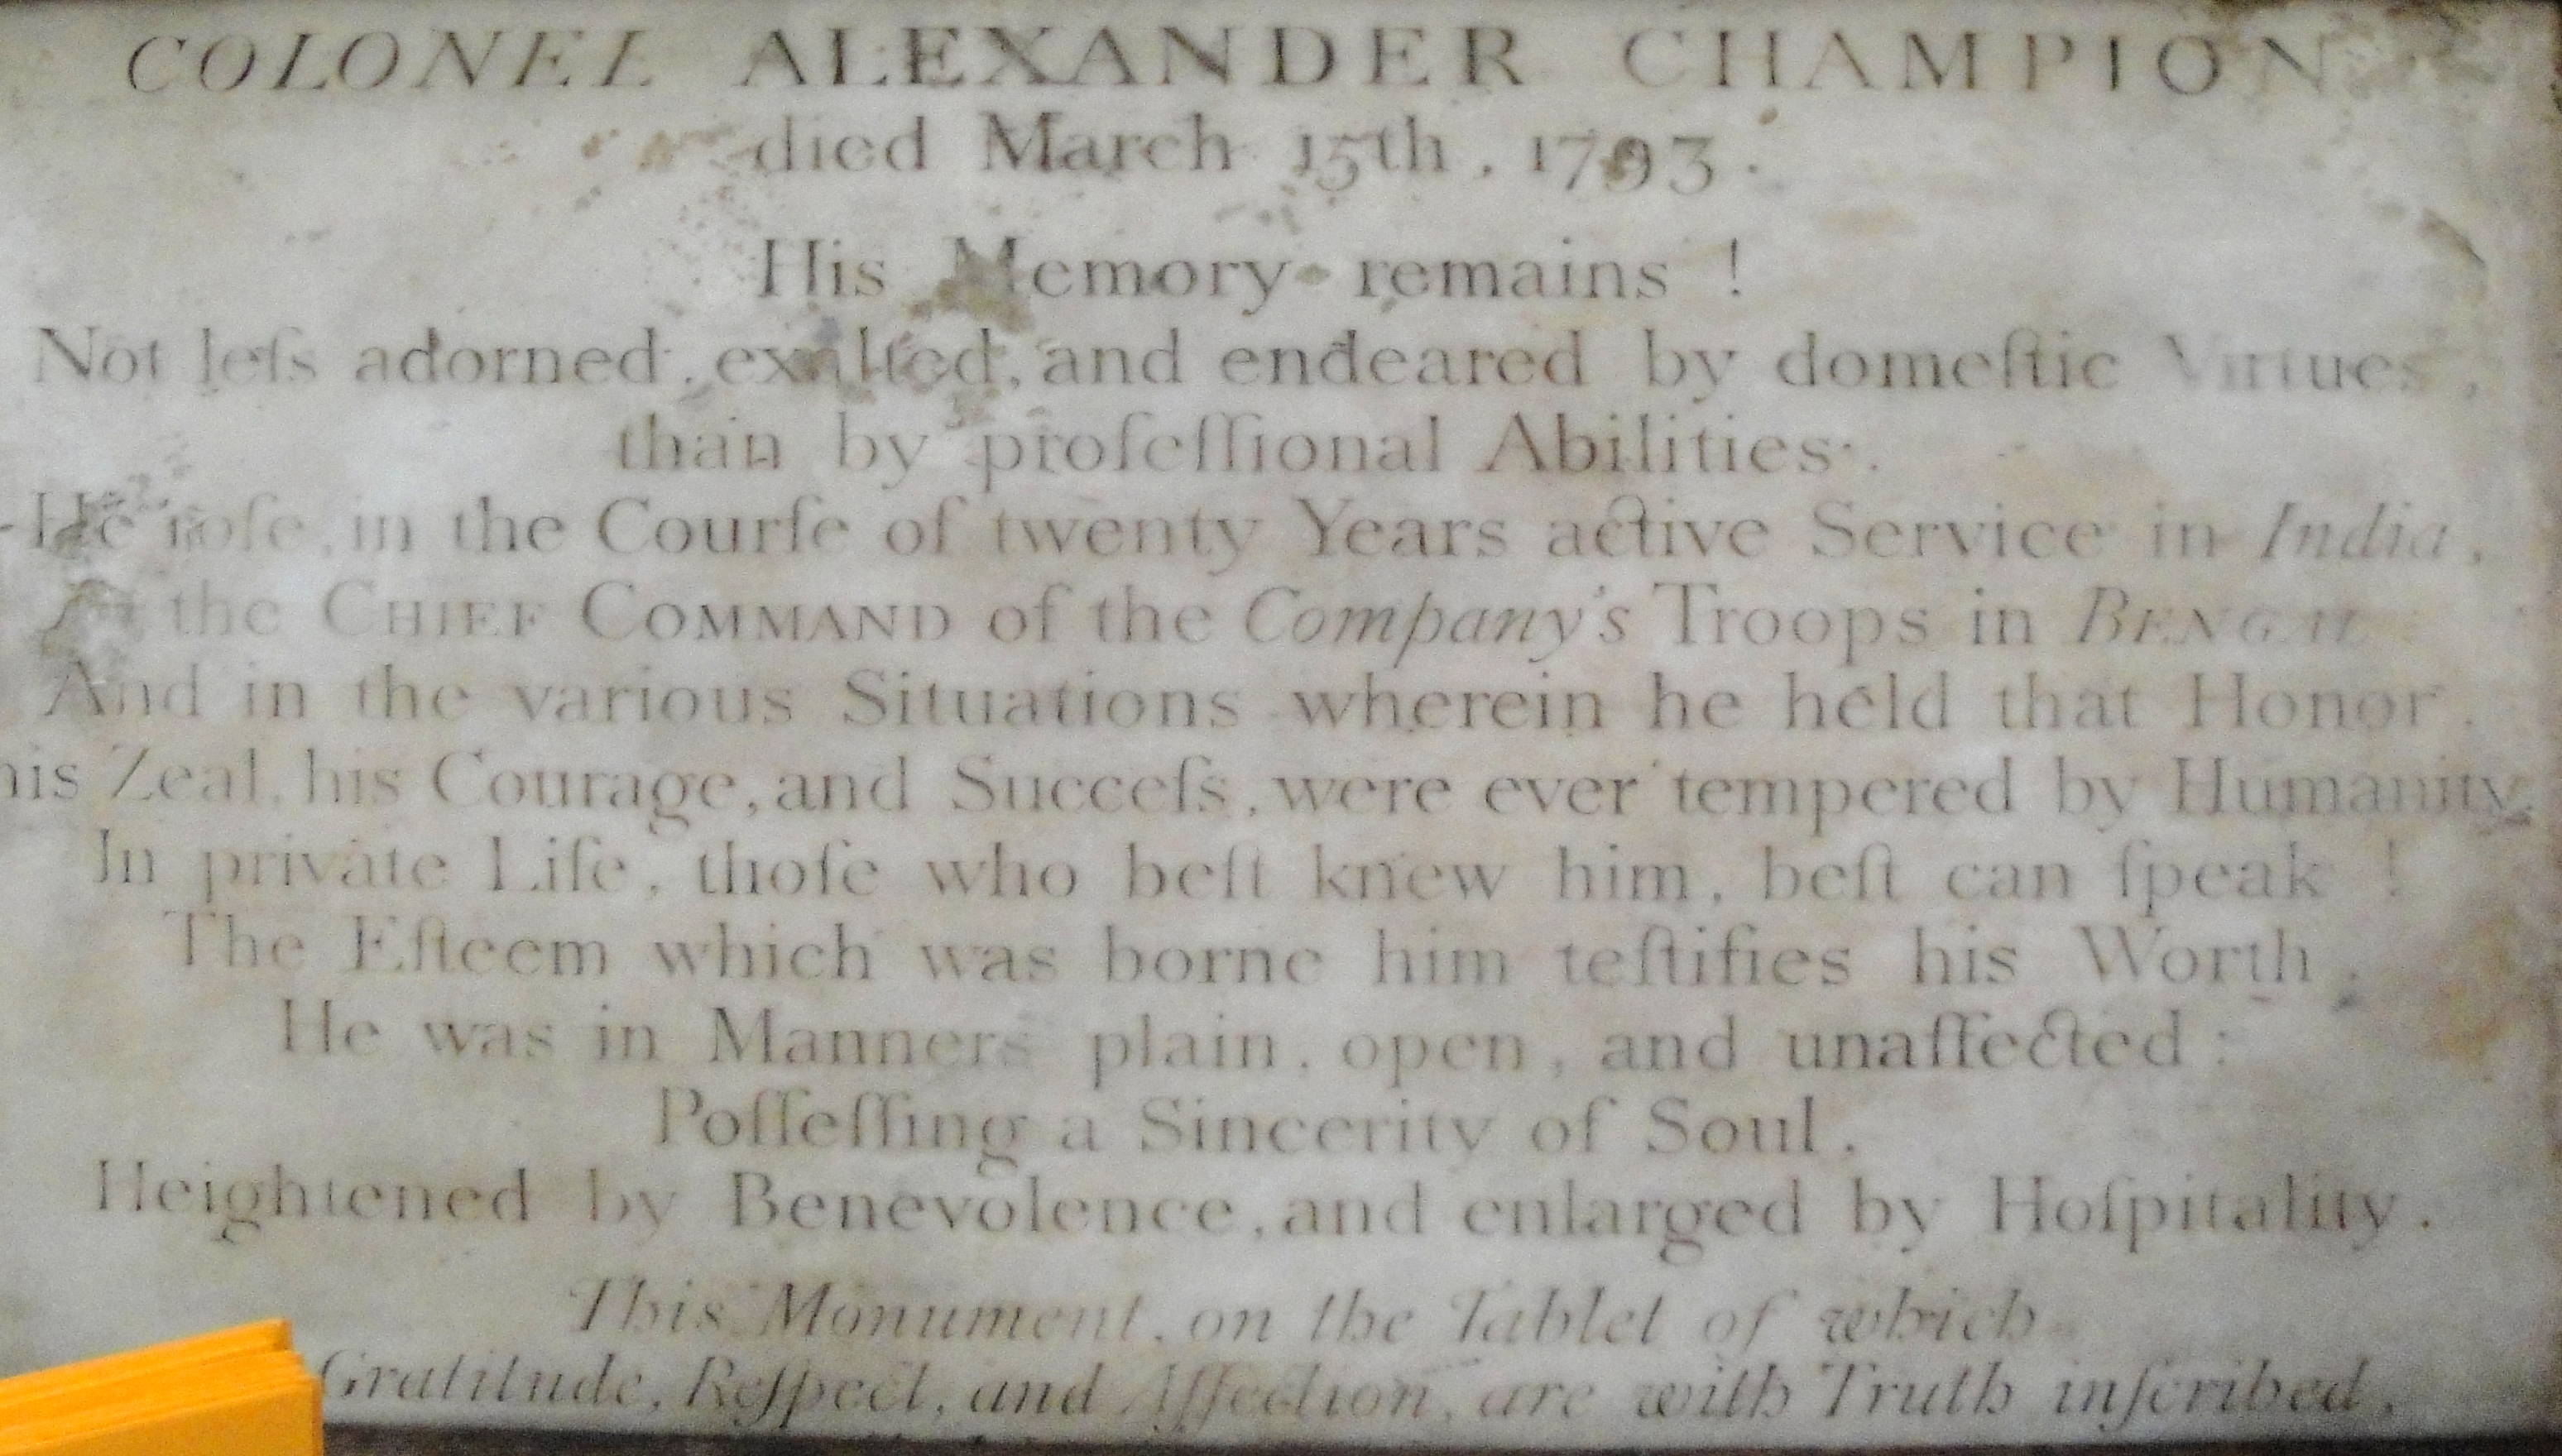 COLONEL ALEXANDER CHAMPION
died March 15th, 1793.
His Memory remains !
Not leſs adorned, exalted, and endeared by domeſtic Virtues,
than by profeſſional Abilities.
He roſe, in the Courſe of twenty Years active Service in India,
the CHIEF COMMAND of the Company's Troops in BENGAL
And in the various Situations wherein he held that Honor,
his Zeal, his Courage, and Succeſs, were ever tempered by Humanity.
In private Life, thoſe who beſt knew him, beſt can ſpeak !
The Eſteem which was borne him teſtifies his Worth,
He was in Manners plain, open, and unaffected :
Poſſeſſing a Sincerity of Soul,
Heightened by Benevolence, and enlarged by Hoſpitality.
This Monument, on the Tablet of which
Gratitude, Reſpect, and Affection, are with Truth inſcribed,